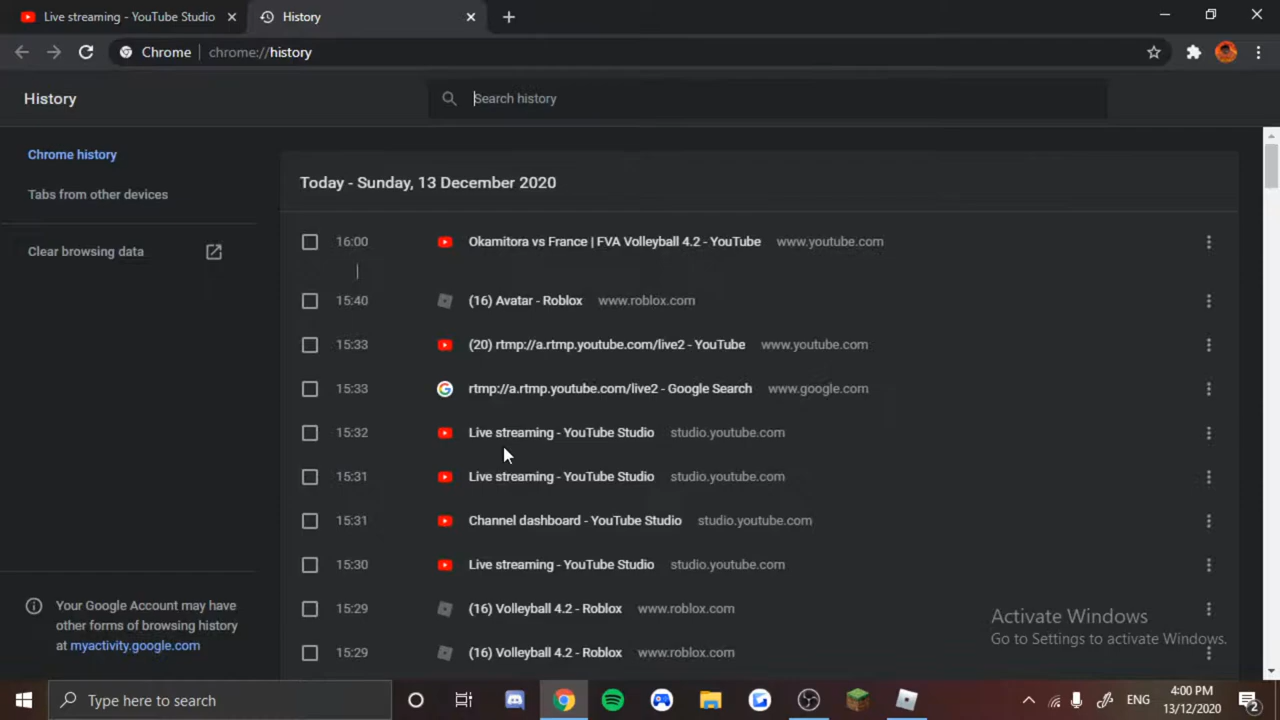 Live streaming - YouTube Studio
History
Chrome | chrome://history
History
Search history
Chrome history
Tabs from other devices
Clear browsing data
Today - Sunday, 13 December 2020
16:00 Okamitora vs France | FVA Volleyball 4.2 - YouTube www.youtube.com
15:40 (16) Avatar - Roblox www.roblox.com
15:33 (20) rtmp://a.rtmp.youtube.com/live2 - YouTube www.youtube.com
15:33 rtmp://a.rtmp.youtube.com/live2 - Google Search www.google.com
15:32 Live streaming - YouTube Studio studio.youtube.com
15:31 Live streaming - YouTube Studio studio.youtube.com
15:31 Channel dashboard - YouTube Studio studio.youtube.com
15:30 Live streaming - YouTube Studio studio.youtube.com
15:29 (16) Volleyball 4.2 - Roblox www.roblox.com
15:29 (16) Volleyball 4.2 - Roblox www.roblox.com
Your Google Account may have
other forms of browsing history
at myactivity.google.com
Activate Windows
Go to Settings to activate Windows.
Type here to search
ENG
4:00 PM
13/12/2020
2